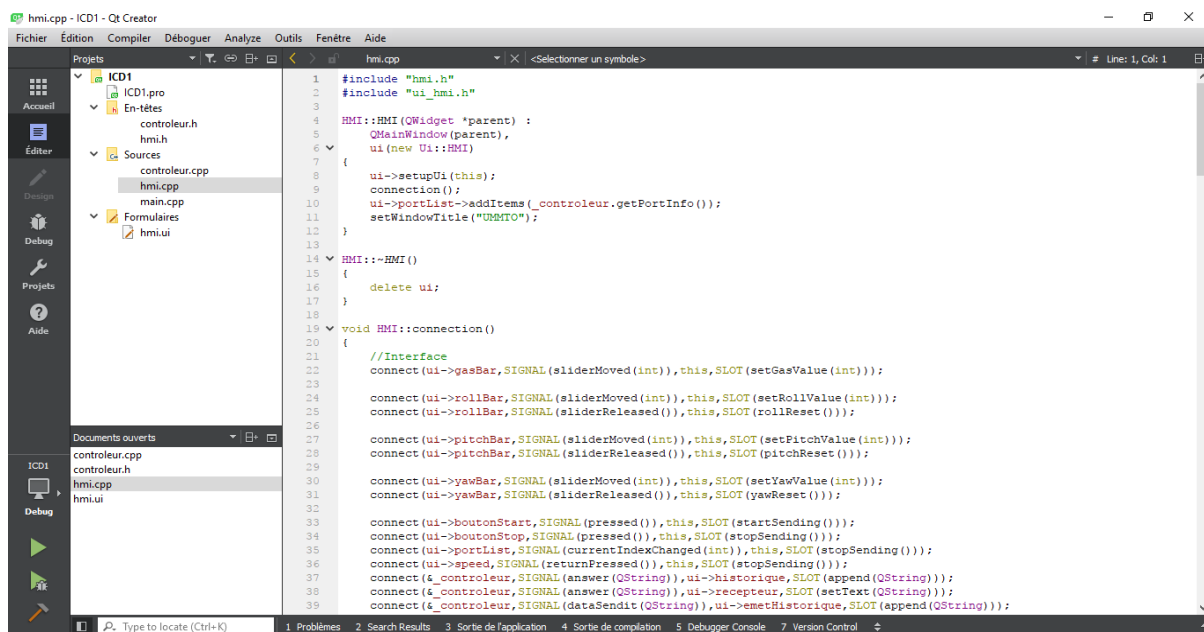 hmi.cpp - ICD1 - Qt Creator
Fichier Édition Compiler Déboguer Analyze Outils Fenêtre Aide
Projets
hmi.cpp
<Selectionner un symbole>
# Line: 1, Col: 1
Accueil
Éditer
Design
Debug
Projets
Aide
ICD1
Debug
ICD1
ICD1.pro
En-têtes
controleur.h
hmi.h
Sources
controleur.cpp
hmi.cpp
main.cpp
Formulaires
hmi.ui
Documents ouverts
controleur.cpp
controleur.h
hmi.cpp
hmi.ui
1 #include "hmi.h"
2 #include "ui_hmi.h"
3
4 HMI::HMI(QWidget *parent) :
5 QMainWindow(parent),
6 ui(new Ui::HMI)
7 {
8 ui->setupUi(this);
9 connection();
10 ui->portList->addItems(_controleur.getPortInfo());
11 setWindowTitle("UMMTO");
12 }
13
14 HMI::~HMI()
15 {
16 delete ui;
17 }
18
19 void HMI::connection()
20 {
21 //Interface
22 connect(ui->gasBar,SIGNAL(sliderMoved(int)),this,SLOT(setGasValue(int)));
23
24 connect(ui->rollBar,SIGNAL(sliderMoved(int)),this,SLOT(setRollValue(int)));
25 connect(ui->rollBar,SIGNAL(sliderReleased()),this,SLOT(rollReset()));
26
27 connect(ui->pitchBar,SIGNAL(sliderMoved(int)),this,SLOT(setPitchValue(int)));
28 connect(ui->pitchBar,SIGNAL(sliderReleased()),this,SLOT(pitchReset()));
29
30 connect(ui->yawBar,SIGNAL(sliderMoved(int)),this,SLOT(setYawValue(int)));
31 connect(ui->yawBar,SIGNAL(sliderReleased()),this,SLOT(yawReset()));
32
33 connect(ui->boutonStart,SIGNAL(pressed()),this,SLOT(startSending()));
34 connect(ui->boutonStop,SIGNAL(pressed()),this,SLOT(stopSending()));
35 connect(ui->portList,SIGNAL(currentIndexChanged(int)),this,SLOT(stopSending()));
36 connect(ui->speed,SIGNAL(returnPressed()),this,SLOT(stopSending()));
37 connect(&_controleur,SIGNAL(answer(QString)),ui->historique,SLOT(append(QString)));
38 connect(&_controleur,SIGNAL(answer(QString)),ui->recepteur,SLOT(setText(QString)));
39 connect(&_controleur,SIGNAL(dataSendit(QString)),ui->emetHistorique,SLOT(append(QString)));
Type to locate (Ctrl+K)
1 Problèmes 2 Search Results 3 Sortie de l'application 4 Sortie de compilation 5 Debugger Console 7 Version Control